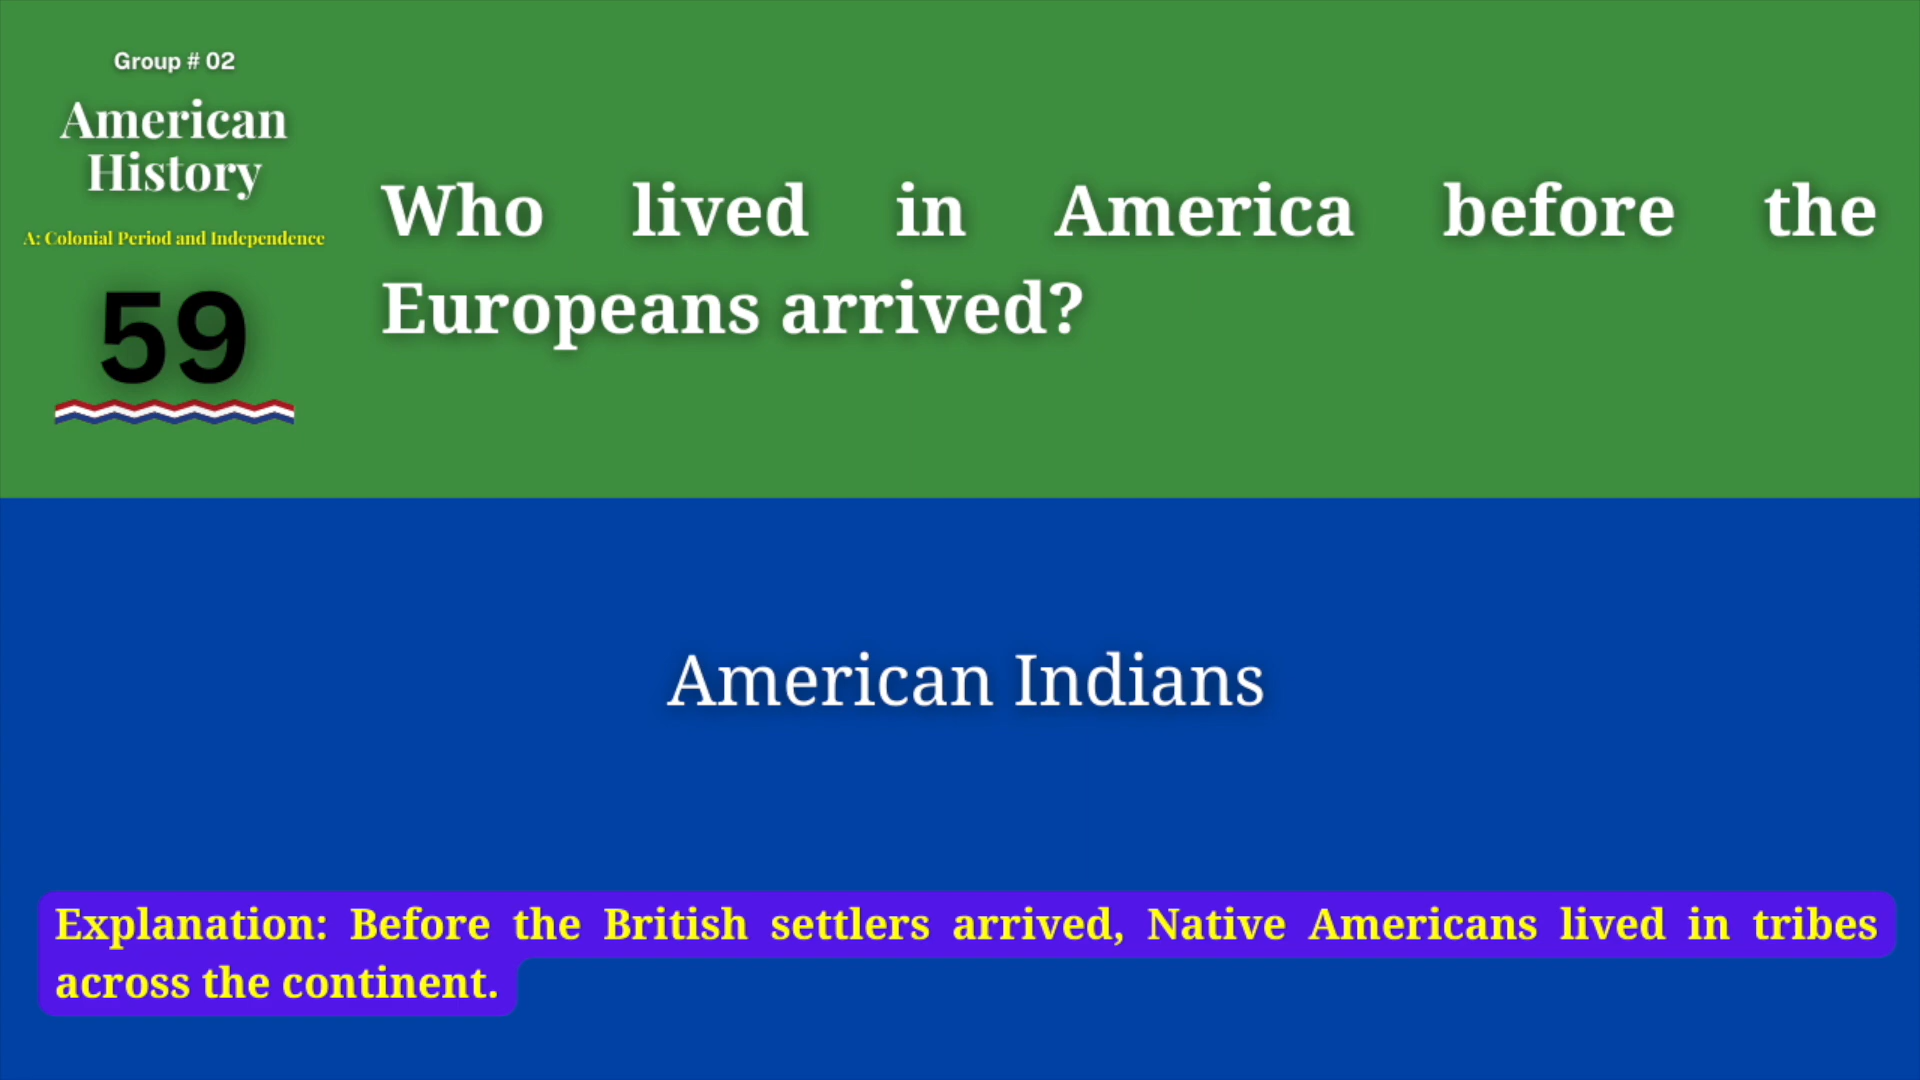 Group # 02
American
History
A: Colonial Period and Independence
59
Who lived in America before the
Europeans arrived?
American Indians
Explanation: Before the British settlers arrived, Native Americans lived in tribes
across the continent.